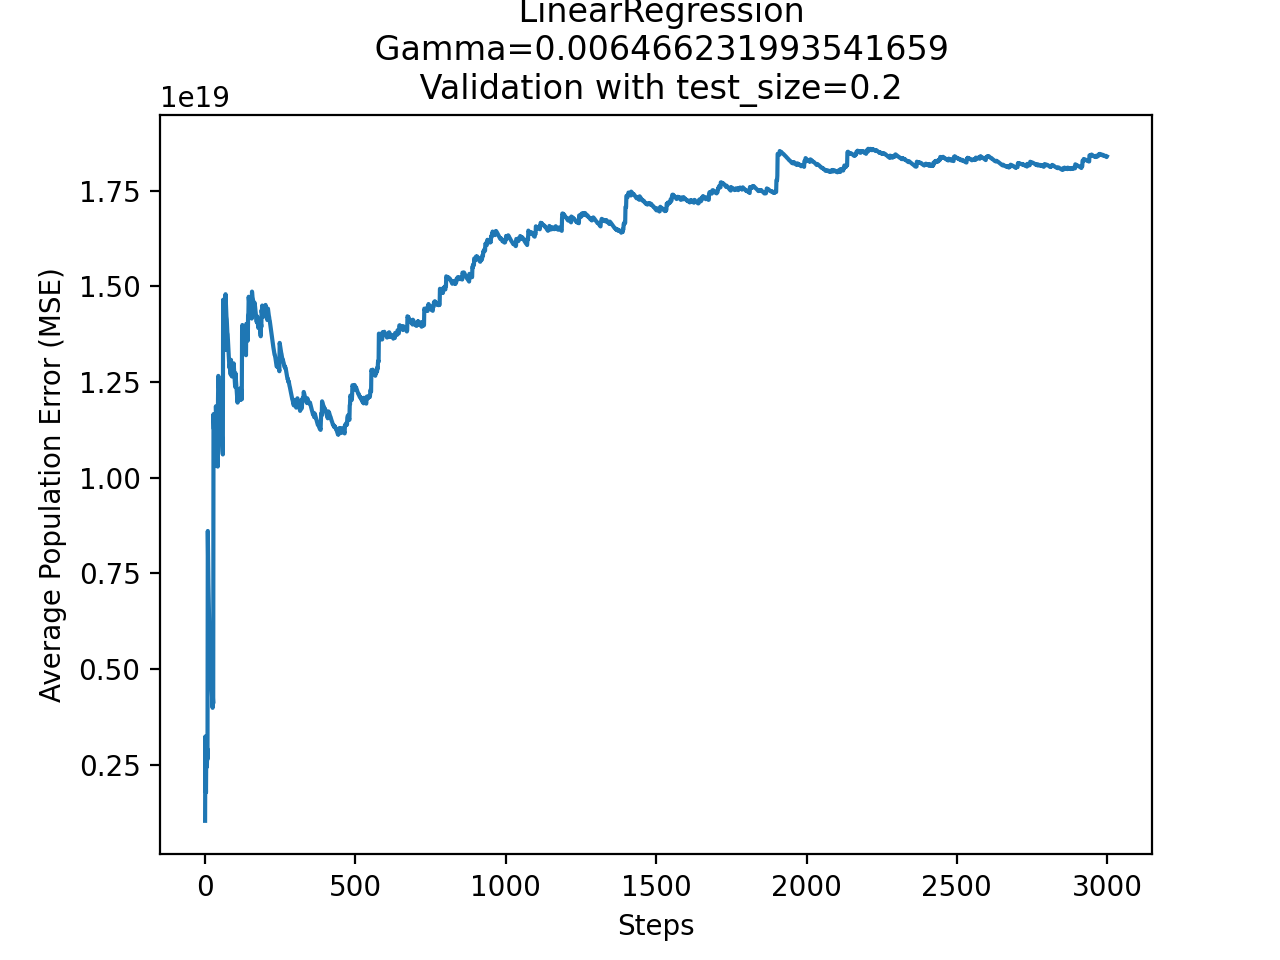 LinearRegression
Gamma=0.006466231993541659
Validation with test_size=0.2
1e19
1.75
1.50
1.25
1.00
0.75
0.50
0.25
Average Population Error (MSE)
0 500 1000 1500 2000 2500 3000
Steps